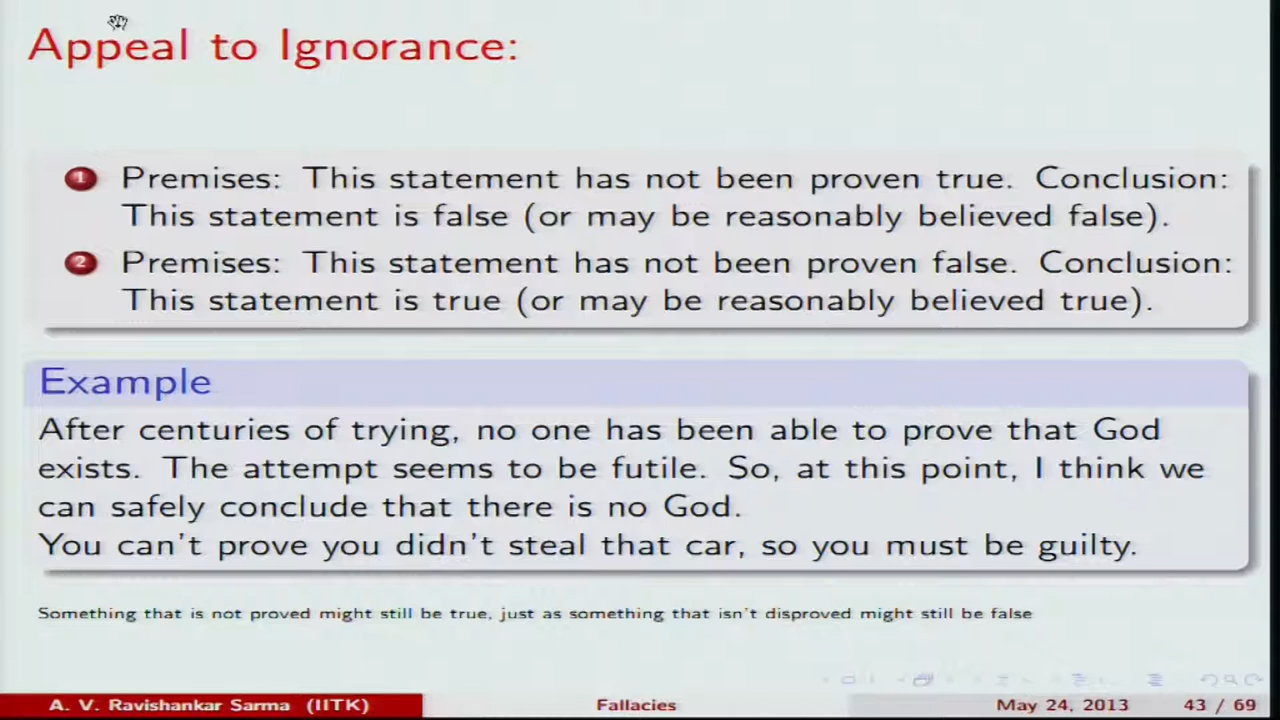 Appeal to Ignorance:
1 Premises: This statement has not been proven true. Conclusion:
This statement is false (or may be reasonably believed false).
2 Premises: This statement has not been proven false. Conclusion:
This statement is true (or may be reasonably believed true).
Example
After centuries of trying, no one has been able to prove that God
exists. The attempt seems to be futile. So, at this point, I think we
can safely conclude that there is no God.
You can't prove you didn't steal that car, so you must be guilty.
Something that is not proved might still be true, just as something that isn't disproved might still be false
A. V. Ravishankar Sarma (IITK) Fallacies May 24, 2013 43 / 69